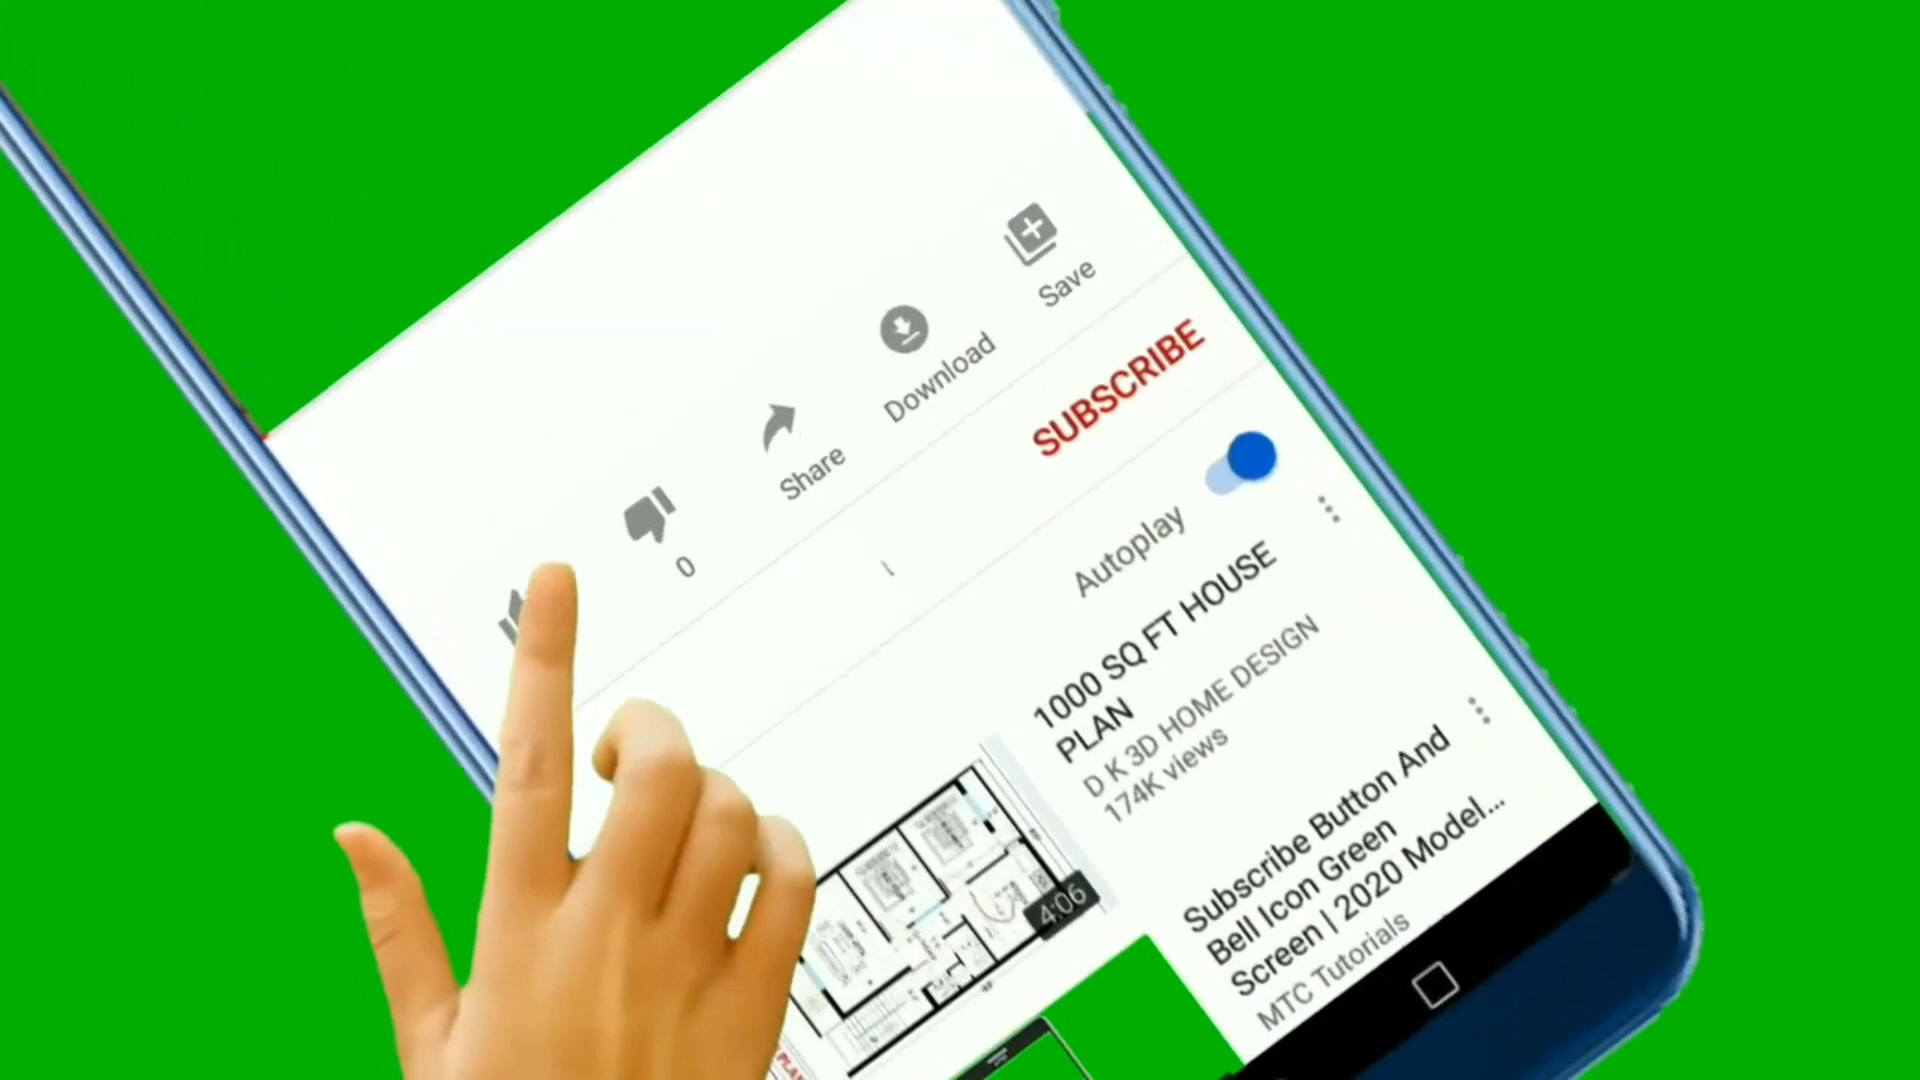 Save
Download
Share
0
SUBSCRIBE
Autoplay
1000 SQ FT HOUSE
PLAN
D K 3D HOME DESIGN
174K views
4:06
Subscribe Button And
Bell Icon Green
Screen | 2020 Model...
MTC Tutorials
PLAN